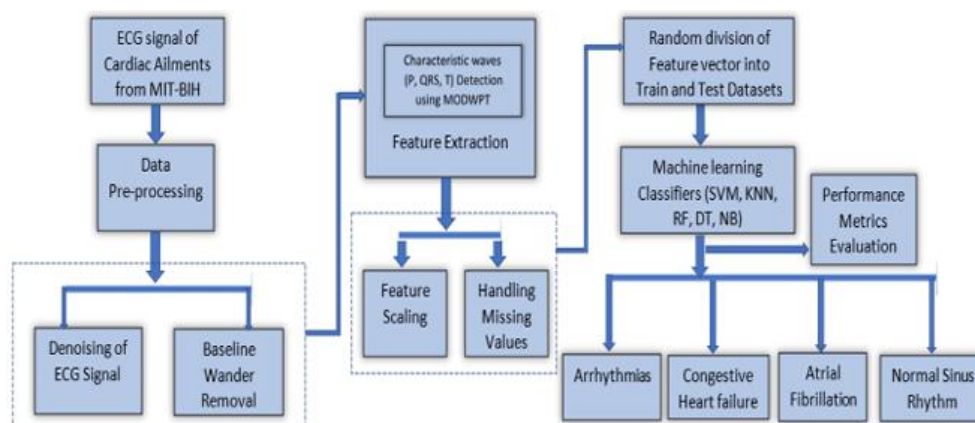 ECG signal of
Cardiac Ailments
from MIT-BIH
Data
Pre-processing
Denoising of
ECG Signal
Baseline
Wander
Removal
Characteristic waves
(P, QRS, T) Detection
using MODWPT
Feature Extraction
Feature
Scaling
Handling
Missing
Values
Random division of
Feature vector into
Train and Test Datasets
Machine learning
Classifiers (SVM, KNN,
RF, DT, NB)
Performance
Metrics
Evaluation
Arrhythmias
Congestive
Heart failure
Atrial
Fibrillation
Normal Sinus
Rhythm